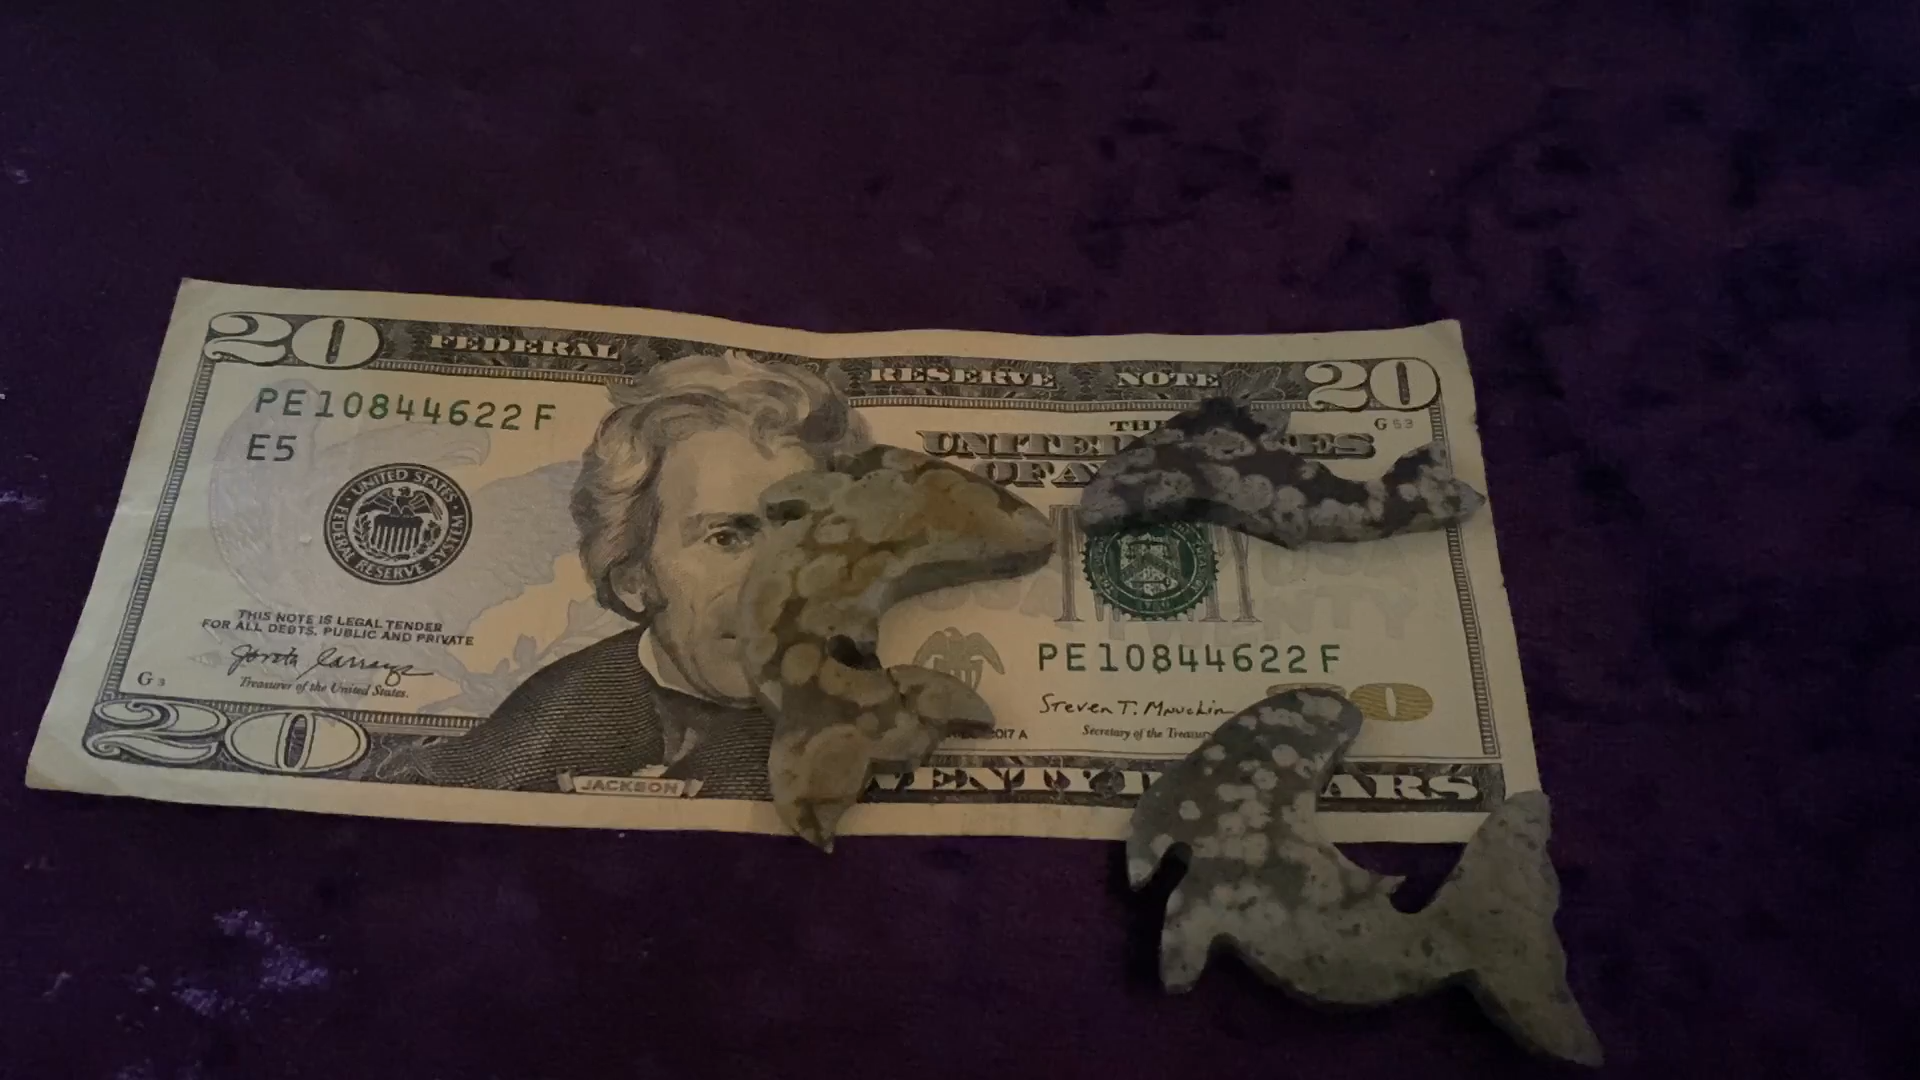 20 FEDERAL RESERVE NOTE 20
PE10844622F
E5
THE
UNITED
OF
G
UNITED STATES
FEDERAL RESERVE SYSTEM
THIS NOTE IS LEGAL TENDER
FOR ALL DEBTS, PUBLIC AND PRIVATE
PE10844622F
G3
Treasurer of the United States.
Steven T. Mnuchin
Secretary of the Treasury
2017 A
20
JACKSON